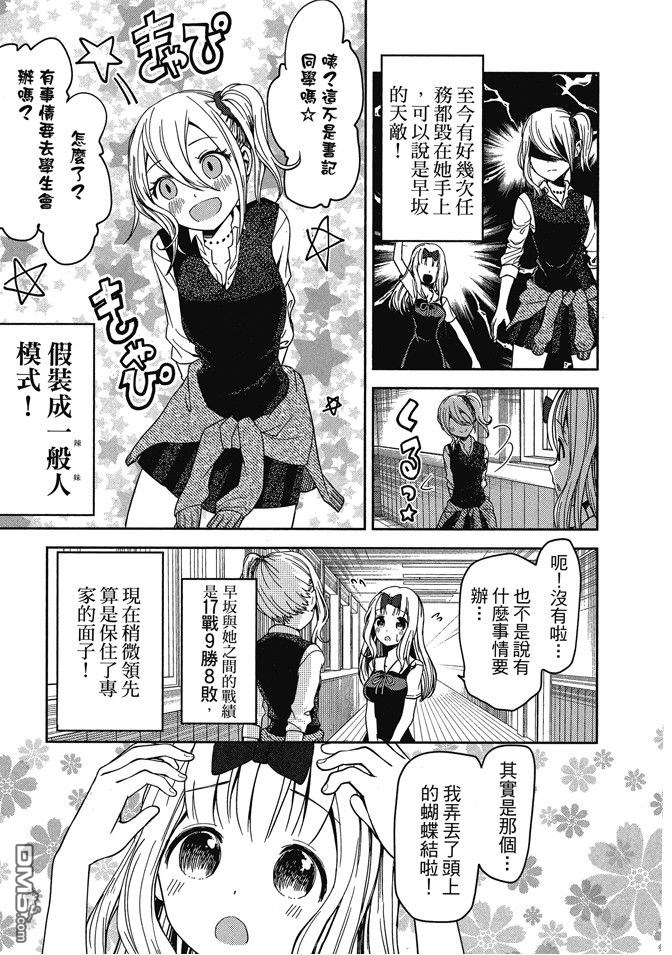 至今有好幾次任
務都毀在她手上
，可以說是早坂
的天敵！
くるっ☆
咦？這不是書記
同學嗎☆
怎麼了？
有事情要去學生會
辦嗎？
きゃぴ
きゃぴ
假裝成一般人
辣妹
模式！
呃！沒有啦…
也不是說有
什麼事情要
辦…
早坂與她之間的戰績
是17戰9勝8敗，
現在稍微領先
算是保住了專
家的面子！
其實是那個…
我弄丟了頭上
的蝴蝶結啦！
DM5.com